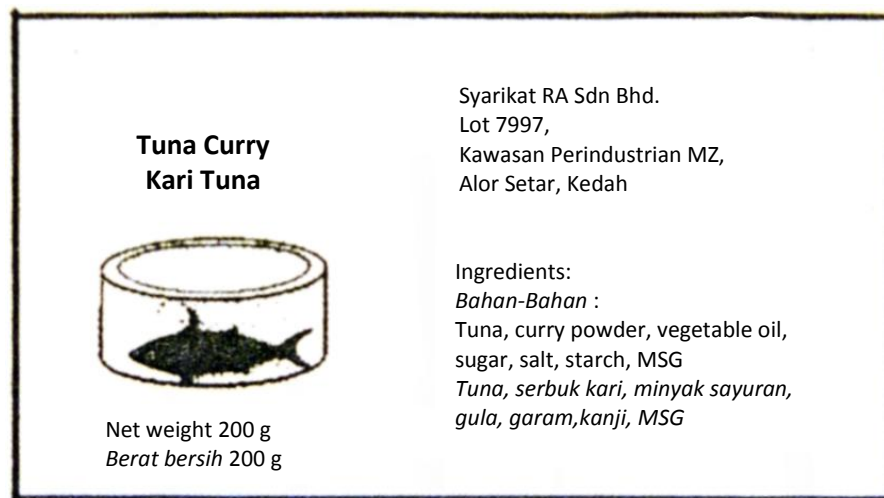 Tuna Curry
Kari Tuna
Net weight 200 g
Berat bersih 200 g
Syarikat RA Sdn Bhd.
Lot 7997,
Kawasan Perindustrian MZ,
Alor Setar, Kedah
Ingredients:
Bahan-Bahan :
Tuna, curry powder, vegetable oil,
sugar, salt, starch, MSG
Tuna, serbuk kari, minyak sayuran,
gula, garam,kanji, MSG